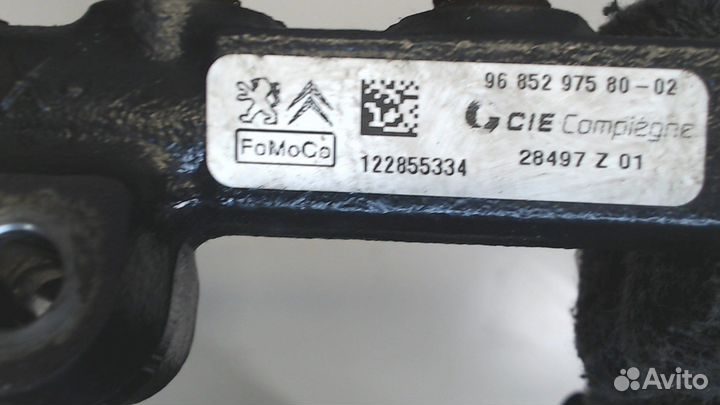 96 852 975 80-02
CIE Compiègne
FoMoCo
122855334
28497 Z 01
Avito